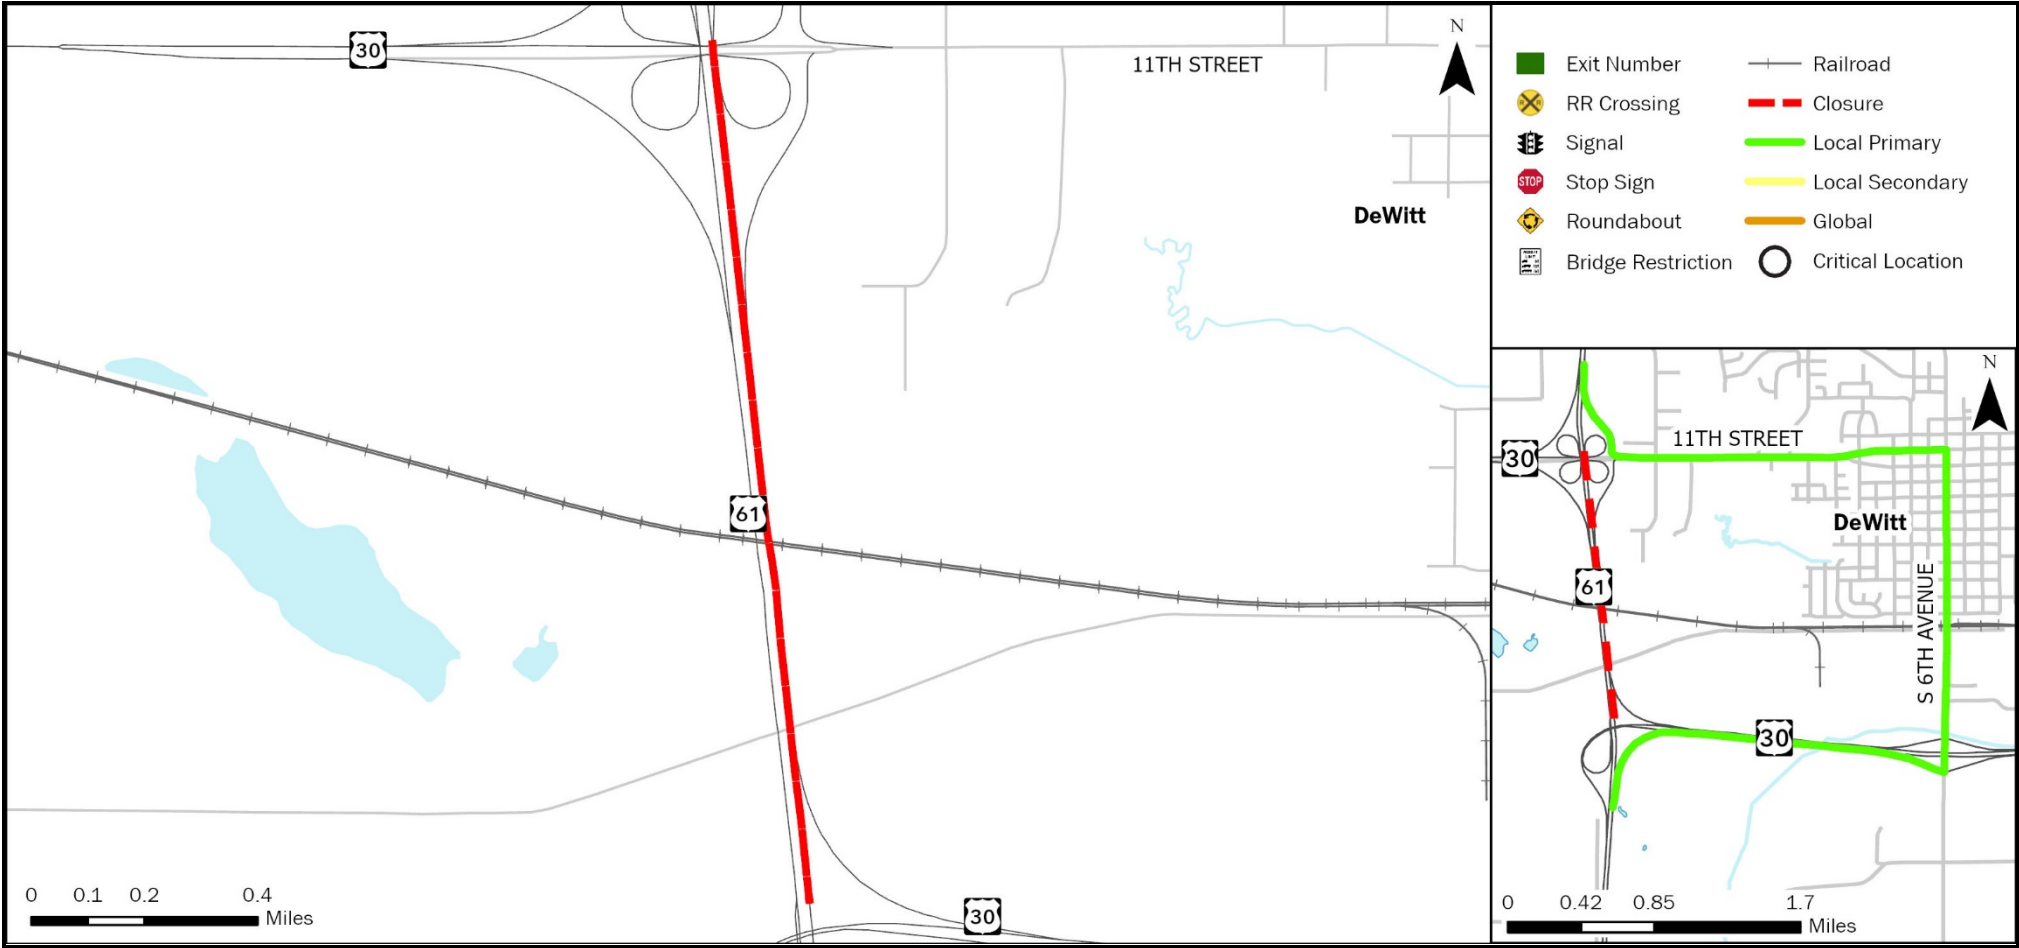 30
11TH STREET
N
DeWitt
61
30
0 0.1 0.2 0.4
Miles
Exit Number
RR Crossing
Signal
STOP
Stop Sign
Roundabout
Bridge Restriction
Railroad
Closure
Local Primary
Local Secondary
Global
Critical Location
N
11TH STREET
30
DeWitt
61
S 6TH AVENUE
30
0 0.42 0.85 1.7
Miles